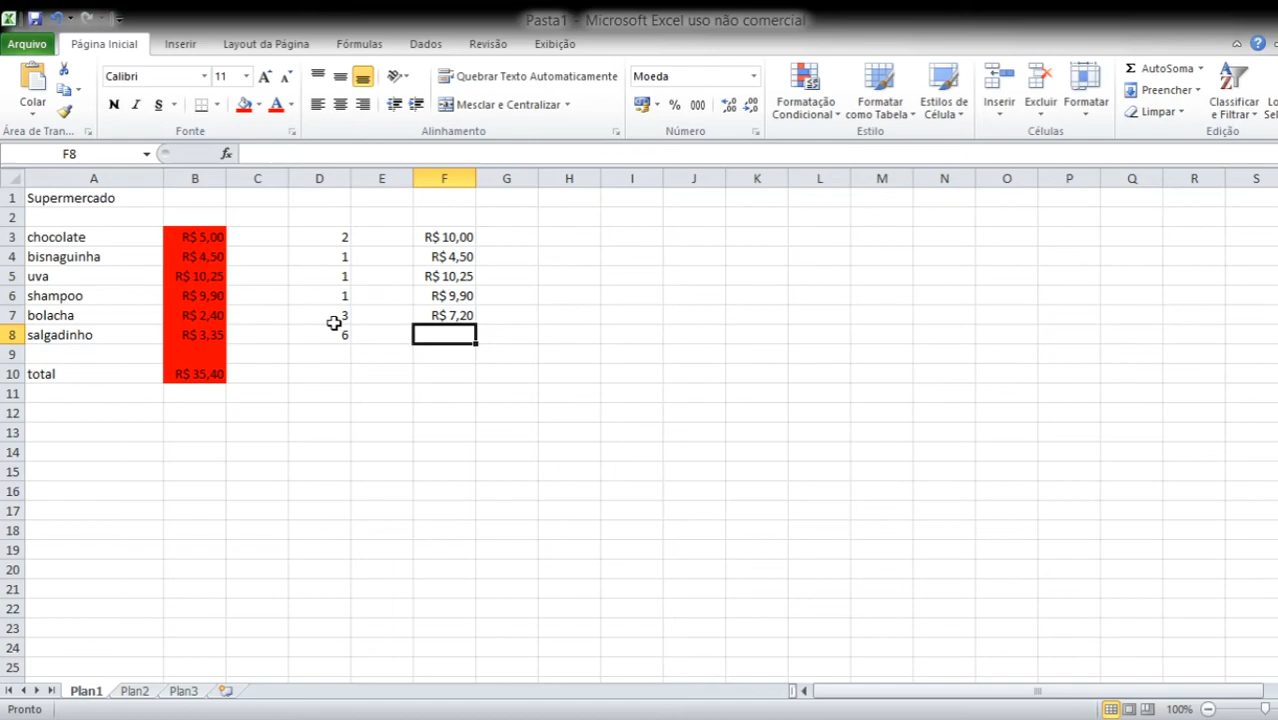 Pasta1 - Microsoft Excel uso não comercial
Arquivo Página Inicial Inserir Layout da Página Fórmulas Dados Revisão Exibição
Colar
Calibri 11
N I S
Quebrar Texto Automaticamente
Mesclar e Centralizar
Moeda
% 000
Formatação Condicional
Formatar como Tabela
Estilos de Célula
Inserir Excluir Formatar
Σ AutoSoma
Preencher
Limpar
Classificar e Filtrar
Área de Tran... Fonte Alinhamento Número Estilo Células Edição
F8 fx
A B C D E F G H I J K L M N O P Q R S
1 Supermercado
2
3 chocolate R$ 5,00 2 R$ 10,00
4 bisnaguinha R$ 4,50 1 R$ 4,50
5 uva R$ 10,25 1 R$ 10,25
6 shampoo R$ 9,90 1 R$ 9,90
7 bolacha R$ 2,40 3 R$ 7,20
8 salgadinho R$ 3,35 6
9
10 total R$ 35,40
11
12
13
14
15
16
17
18
19
20
21
22
23
24
25
Plan1 Plan2 Plan3
Pronto 100%